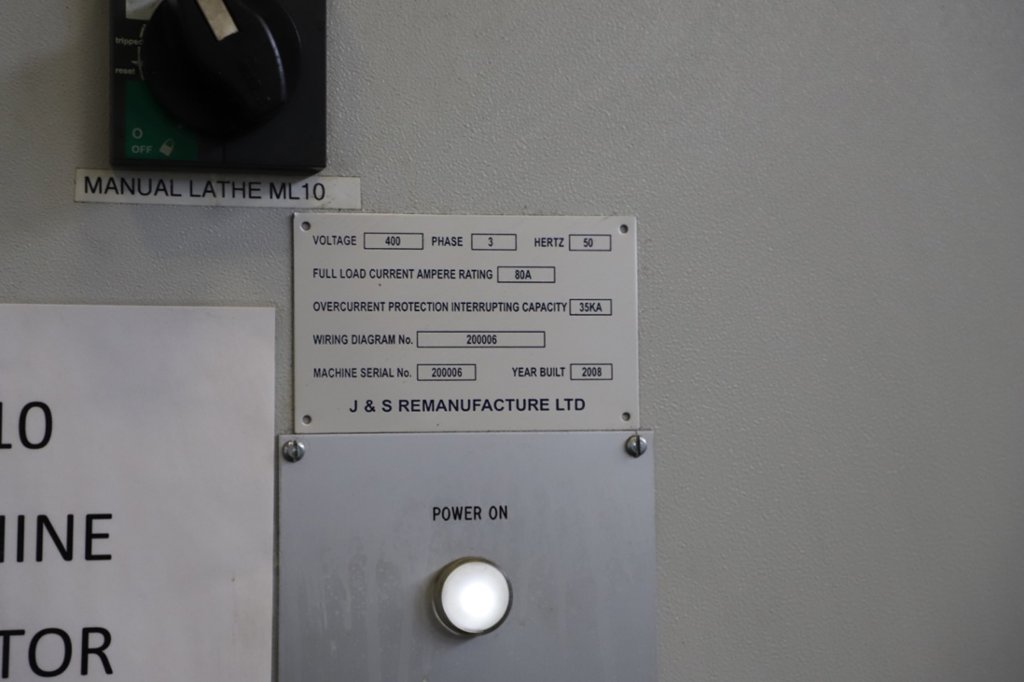 tripped
reset
O
OFF
MANUAL LATHE ML10
VOLTAGE 400 PHASE 3 HERTZ 50
FULL LOAD CURRENT AMPERE RATING 80A
OVERCURRENT PROTECTION INTERRUPTING CAPACITY 35KA
WIRING DIAGRAM No. 200006
MACHINE SERIAL No. 200006 YEAR BUILT 2008
J & S REMANUFACTURE LTD
POWER ON
10
HINE
TOR